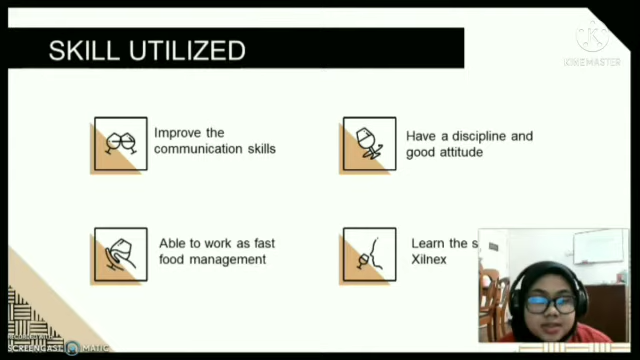 SKILL UTILIZED
KINEMASTER
Improve the
communication skills
Have a discipline and
good attitude
Able to work as fast
food management
Learn the s
Xilnex
SCREENCAST MATIC